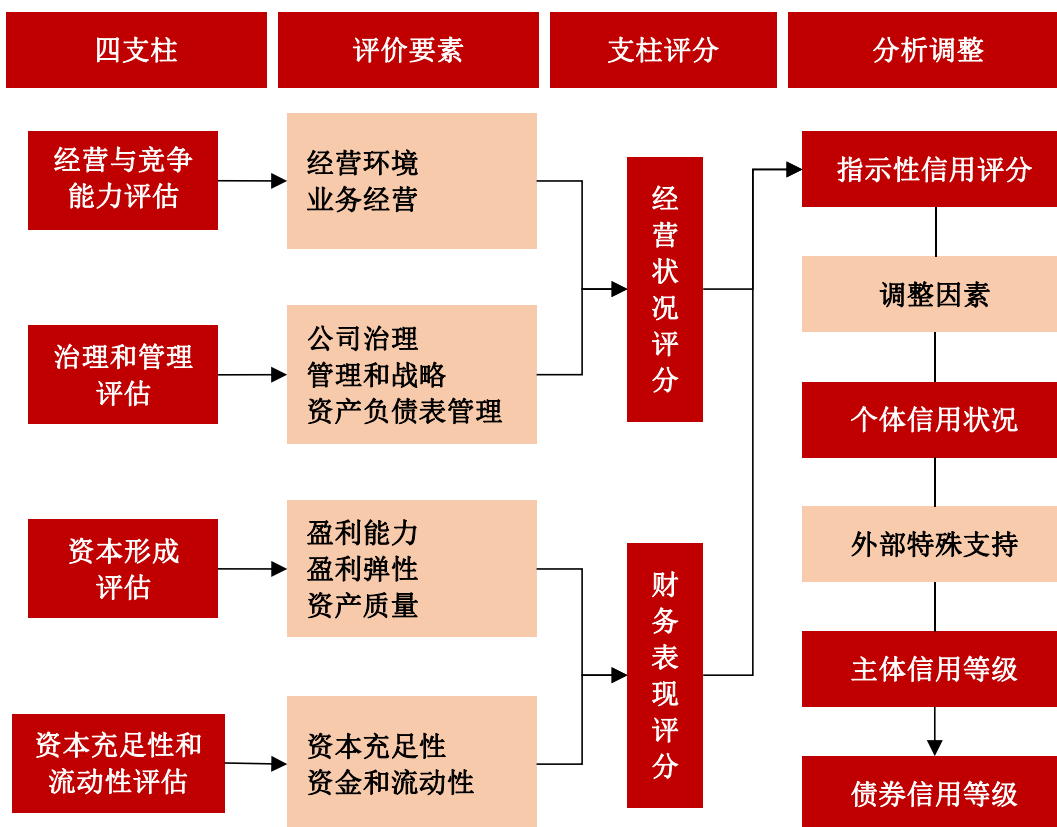 四支柱
评价要素
支柱评分
分析调整
经营与竞争
能力评估
经营环境
业务经营
治理和管理
评估
公司治理
管理和战略
资产负债表管理
经营状况评分
资本形成
评估
盈利能力
盈利弹性
资产质量
资本充足性和
流动性评估
资本充足性
资金和流动性
财务表现评分
指示性信用评分
调整因素
个体信用状况
外部特殊支持
主体信用等级
债券信用等级